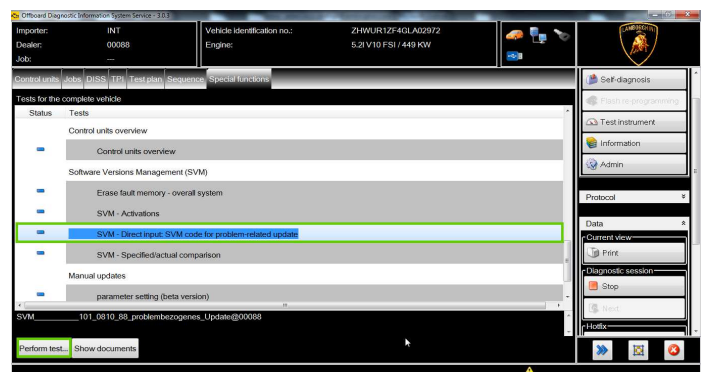 Offboard Diagnostic Information System Service - 3.0.3
Importer: INT
Dealer: 00088
Job: ---
Vehicle identification no.: ZHWUR1ZF4GLA02972
Engine: 5.2l V10 FSI / 449 KW
LAMBORGHINI
Control units Jobs DISS TPI Test plan Sequence Special functions
Tests for the complete vehicle
Status Tests
Control units overview
Control units overview
Software Versions Management (SVM)
Erase fault memory - overall system
SVM - Activations
SVM - Direct input: SVM code for problem-related update
SVM - Specified/actual comparison
Manual updates
parameter setting (beta version)
SVM_______101_0810_88_problembezogenes_Update@00088
Perform test... Show documents
Self-diagnosis
Flash re-programming
Test instrument
Information
Admin
Protocol
Data
Current view
Print
Diagnostic session
Stop
Next
Hotfix